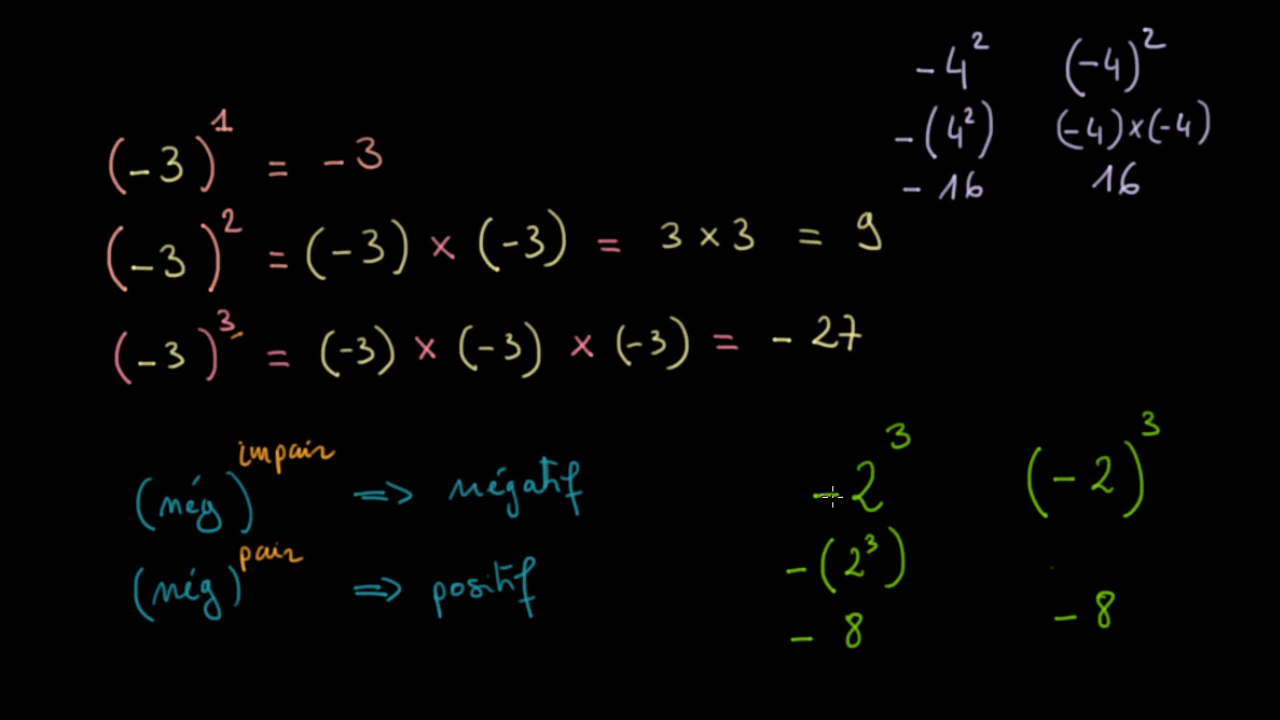 (-3)¹ = -3
(-3)² = (-3) × (-3) = 3 × 3 = 9
(-3)³ = (-3) × (-3) × (-3) = - 27
-4² (-4)²
-(4²) (-4)×(-4)
- 16 16
(nég)^impair => négatif
(nég)^pair => positif
-2³ (-2)³
-(2³)
- 8 - 8